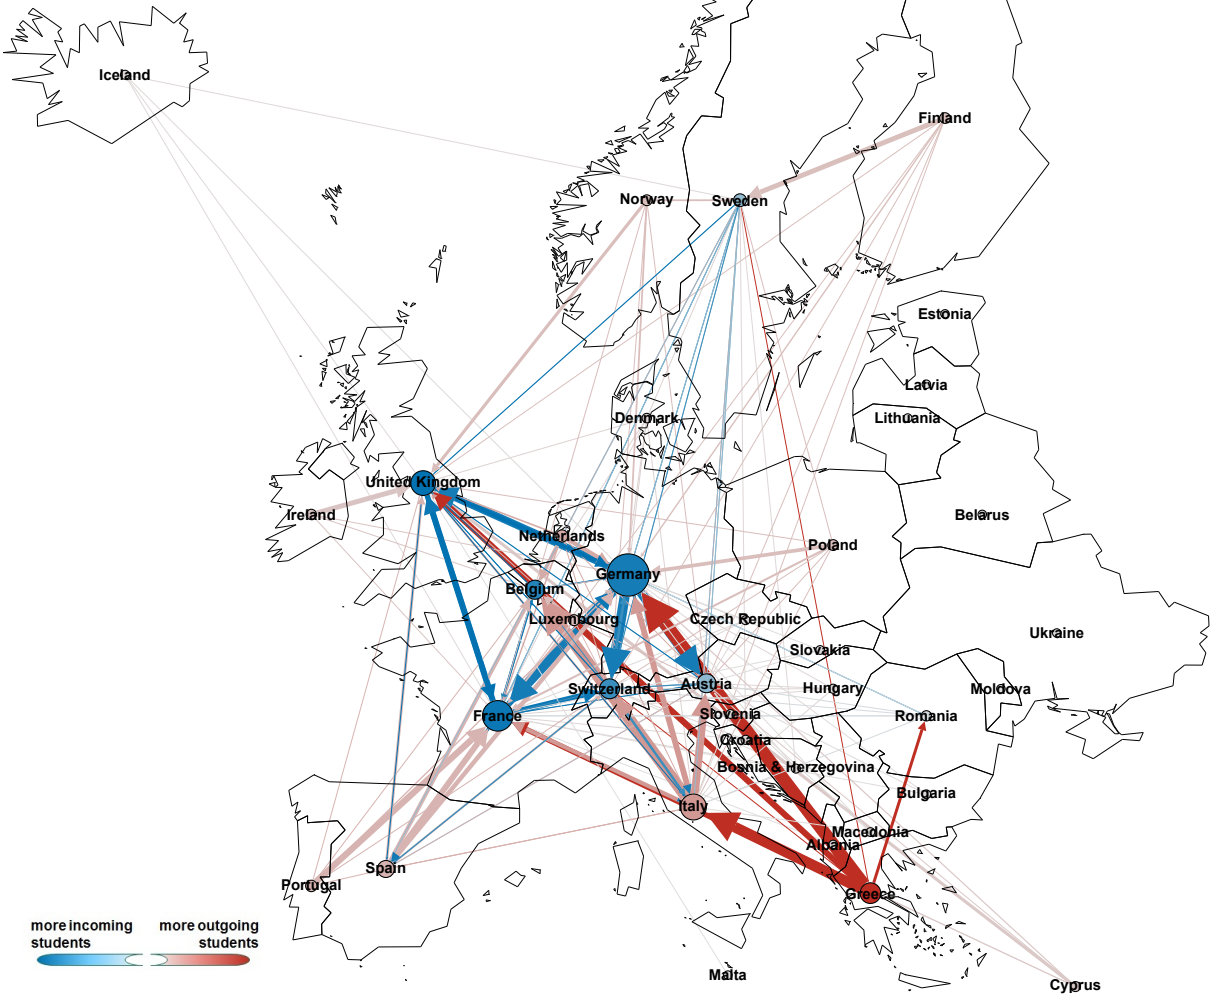 Iceland
Finland
Norway
Sweden
Estonia
Latvia
Denmark
Lithuania
United Kingdom
Ireland
Belarus
Netherlands
Poland
Germany
Belgium
Luxembourg
Czech Republic
Ukraine
Slovakia
Switzerland
Austria
Hungary
Moldova
France
Slovenia
Romania
Croatia
Bosnia & Herzegovina
Bulgaria
Italy
Macedonia
Albania
Spain
Portugal
Greece
more incoming
students
more outgoing
students
Malta
Cyprus